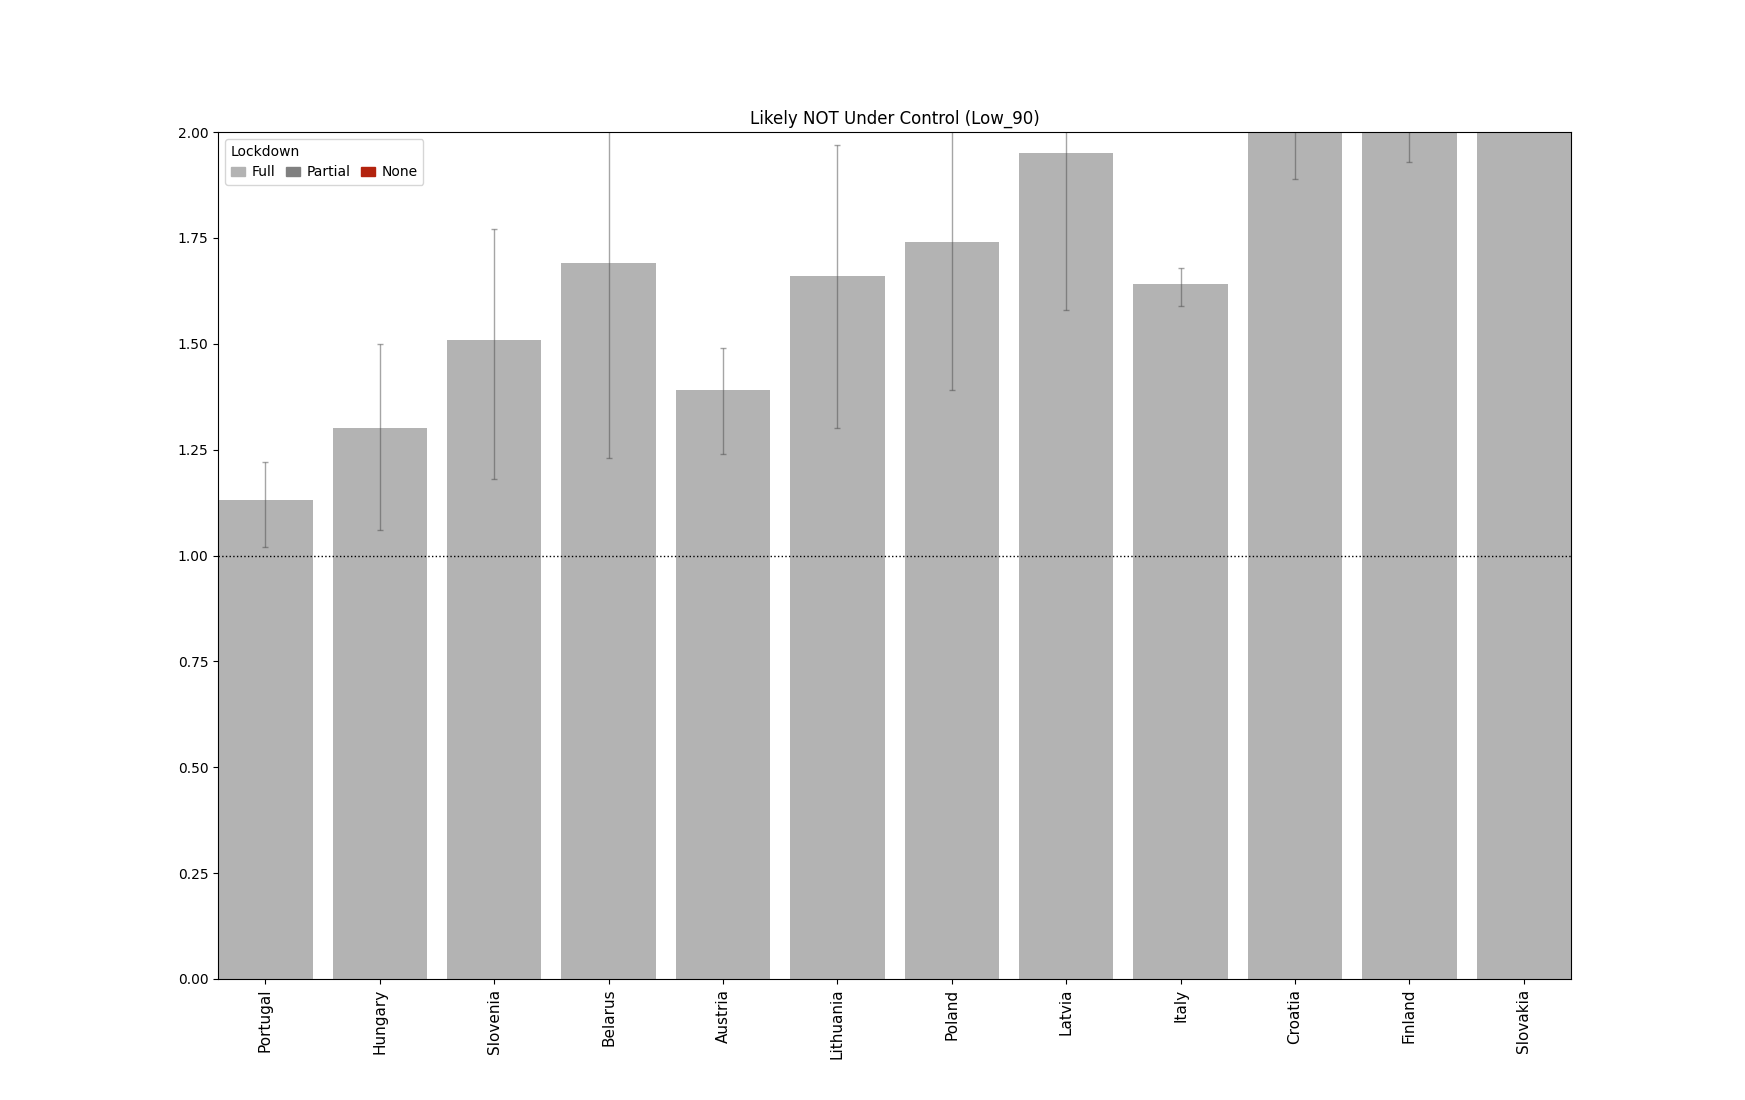 Likely NOT Under Control (Low_90)
Lockdown
Full Partial None
2.00
1.75
1.50
1.25
1.00
0.75
0.50
0.25
0.00
Portugal
Hungary
Slovenia
Belarus
Austria
Lithuania
Poland
Latvia
Italy
Croatia
Finland
Slovakia